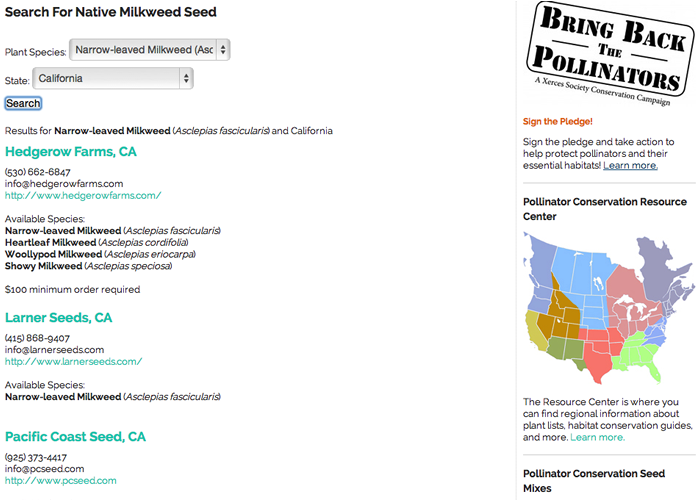 Search For Native Milkweed Seed
Plant Species: Narrow-leaved Milkweed (Asc
State: California
Search
Results for Narrow-leaved Milkweed (Asclepias fascicularis) and California
Hedgerow Farms, CA
(530) 662-6847
info@hedgerowfarms.com
http://www.hedgerowfarms.com/
Available Species:
Narrow-leaved Milkweed (Asclepias fascicularis)
Heartleaf Milkweed (Asclepias cordifolia)
Woollypod Milkweed (Asclepias eriocarpa)
Showy Milkweed (Asclepias speciosa)
$100 minimum order required
Larner Seeds, CA
(415) 868-9407
info@larnerseeds.com
http://www.larnerseeds.com/
Available Species:
Narrow-leaved Milkweed (Asclepias fascicularis)
Pacific Coast Seed, CA
(925) 373-4417
info@pcseed.com
http://www.pcseed.com
BRING BACK
THE
POLLINATORS
A Xerces Society Conservation Campaign
Sign the Pledge!
Sign the pledge and take action to
help protect pollinators and their
essential habitats! Learn more.
Pollinator Conservation Resource
Center
The Resource Center is where you
can find regional information about
plant lists, habitat conservation guides,
and more. Learn more.
Pollinator Conservation Seed
Mixes